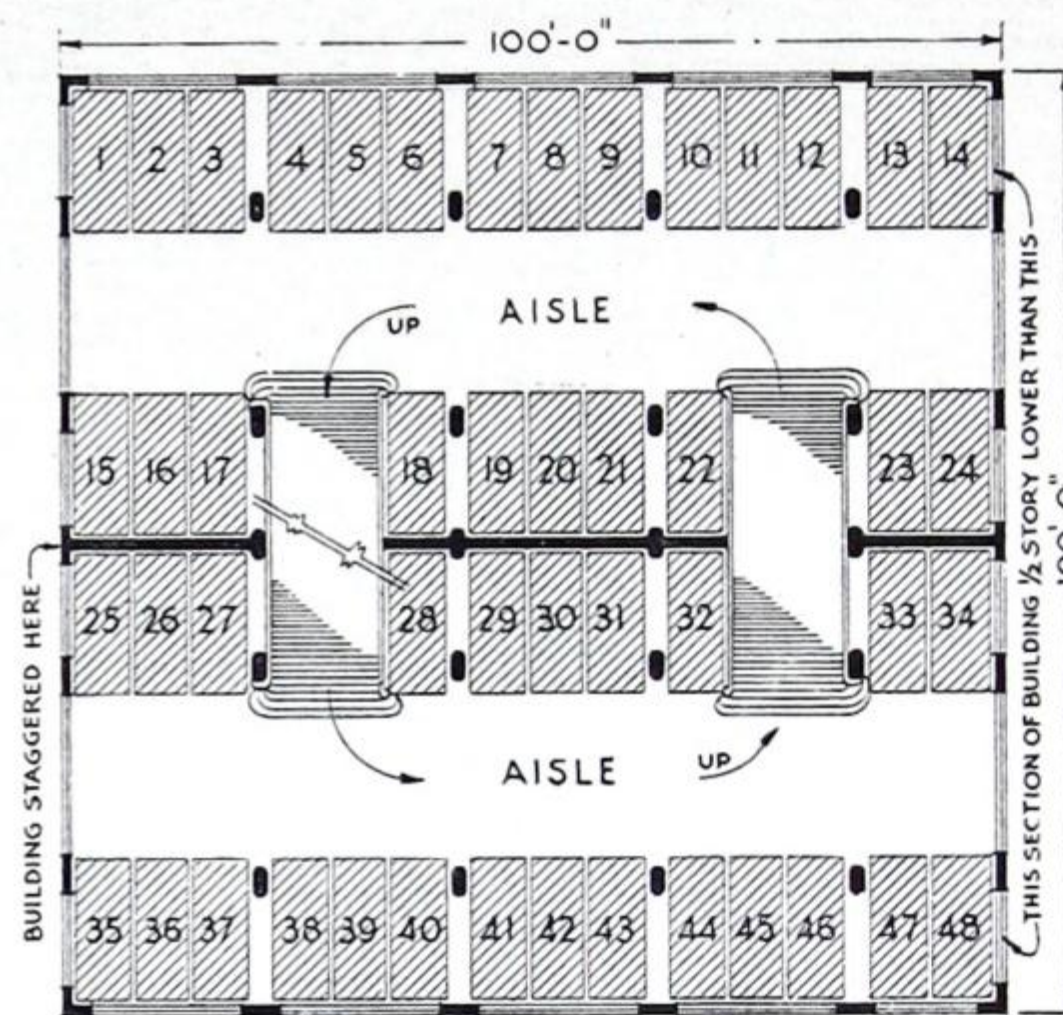 100'-0"
1 2 3 4 5 6 7 8 9 10 11 12 13 14
UP AISLE
15 16 17 18 19 20 21 22 23 24
25 26 27 28 29 30 31 32 33 34
AISLE UP
35 36 37 38 39 40 41 42 43 44 45 46 47 48
BUILDING STAGGERED HERE
THIS SECTION OF BUILDING ½ STORY LOWER THAN THIS
100'-0"